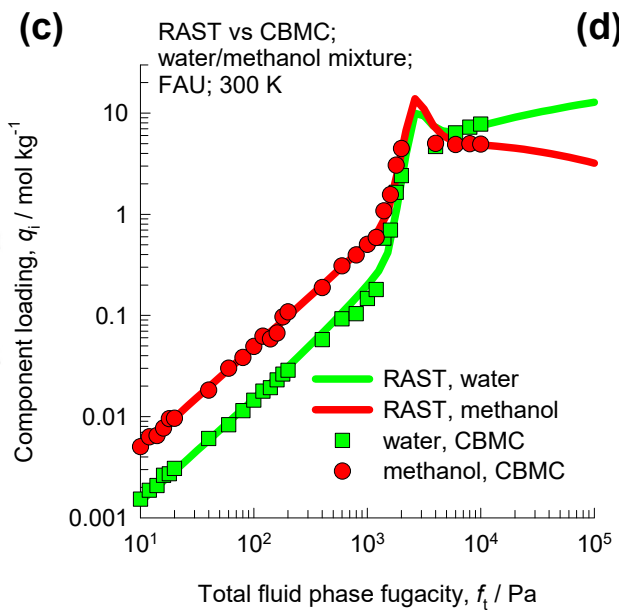 (c)
(d)
RAST vs CBMC;
water/methanol mixture;
FAU; 300 K
Component loading, qᵢ / mol kg⁻¹
10
1
0.1
0.01
0.001
RAST, water
RAST, methanol
water, CBMC
methanol, CBMC
10¹ 10² 10³ 10⁴ 10⁵
Total fluid phase fugacity, fₜ / Pa